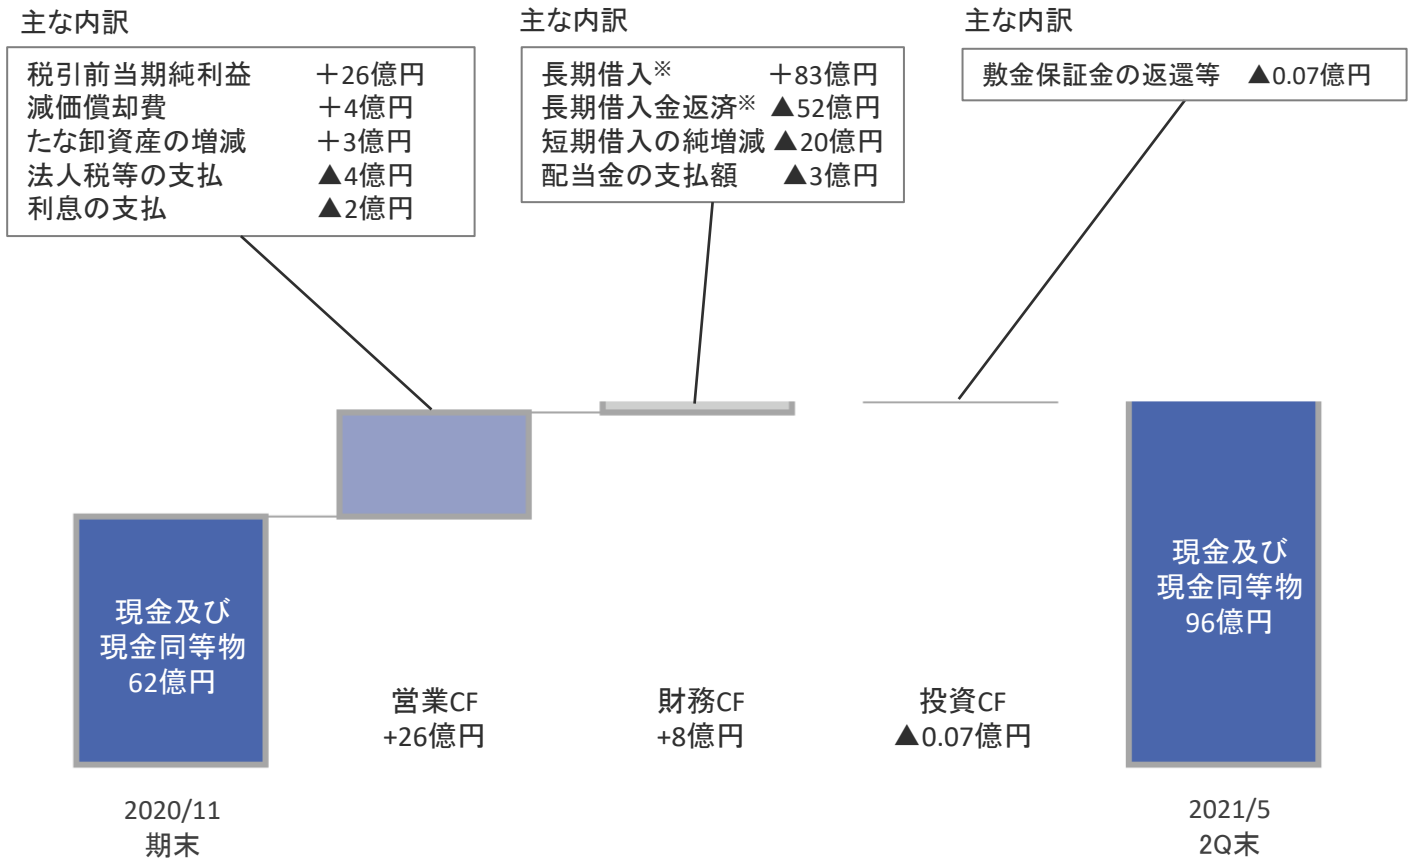 主な内訳
税引前当期純利益 ＋26億円
減価償却費 ＋4億円
たな卸資産の増減 ＋3億円
法人税等の支払 ▲4億円
利息の支払 ▲2億円
主な内訳
長期借入※ ＋83億円
長期借入金返済※ ▲52億円
短期借入の純増減 ▲20億円
配当金の支払額 ▲3億円
主な内訳
敷金保証金の返還等 ▲0.07億円
現金及び
現金同等物
62億円
営業CF
+26億円
財務CF
+8億円
投資CF
▲0.07億円
現金及び
現金同等物
96億円
2020/11
期末
2021/5
2Q末